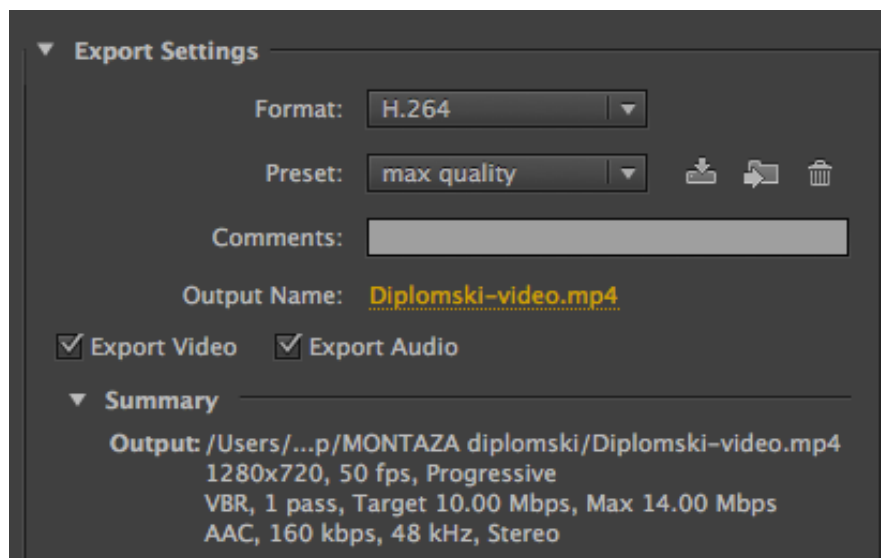 Export Settings
Format: H.264
Preset: max quality
Comments:
Output Name: Diplomski-video.mp4
Export Video Export Audio
Summary
Output: /Users/...p/MONTAZA diplomski/Diplomski-video.mp4
1280x720, 50 fps, Progressive
VBR, 1 pass, Target 10.00 Mbps, Max 14.00 Mbps
AAC, 160 kbps, 48 kHz, Stereo